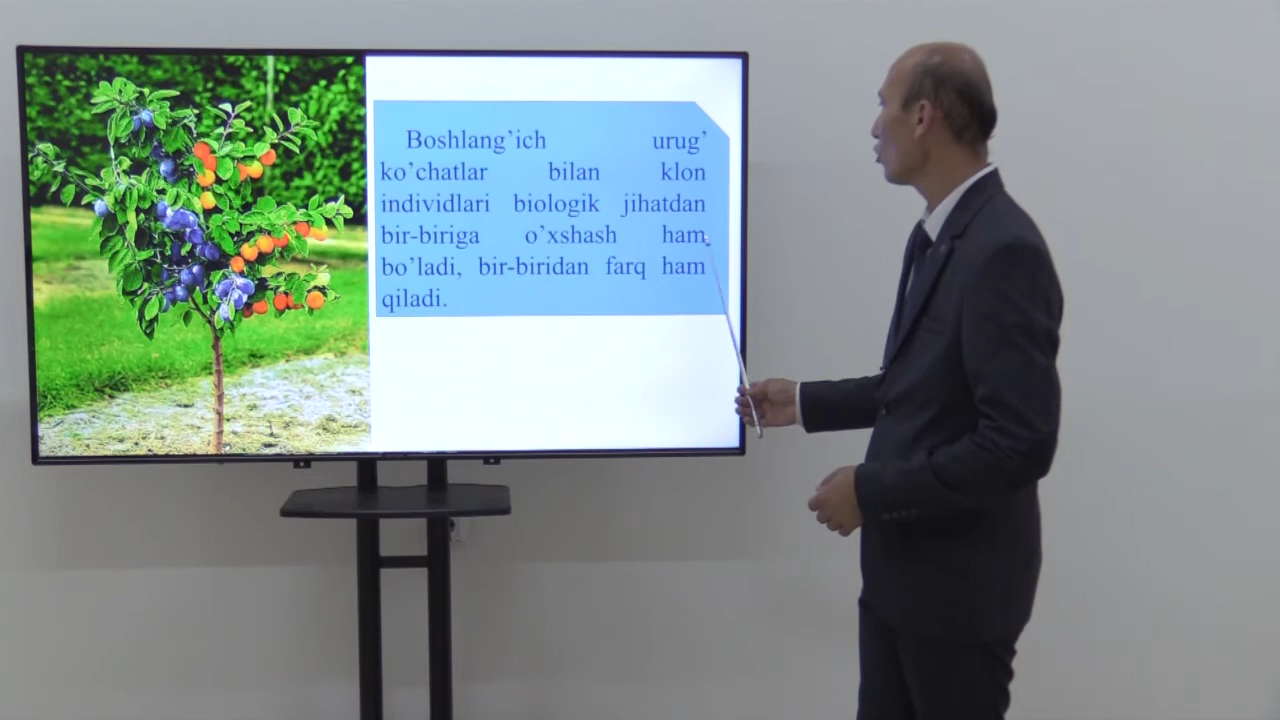 Boshlang’ich urug’
ko’chatlar bilan klon
individlari biologik jihatdan
bir-biriga o’xshash ham
bo’ladi, bir-biridan farq ham
qiladi.